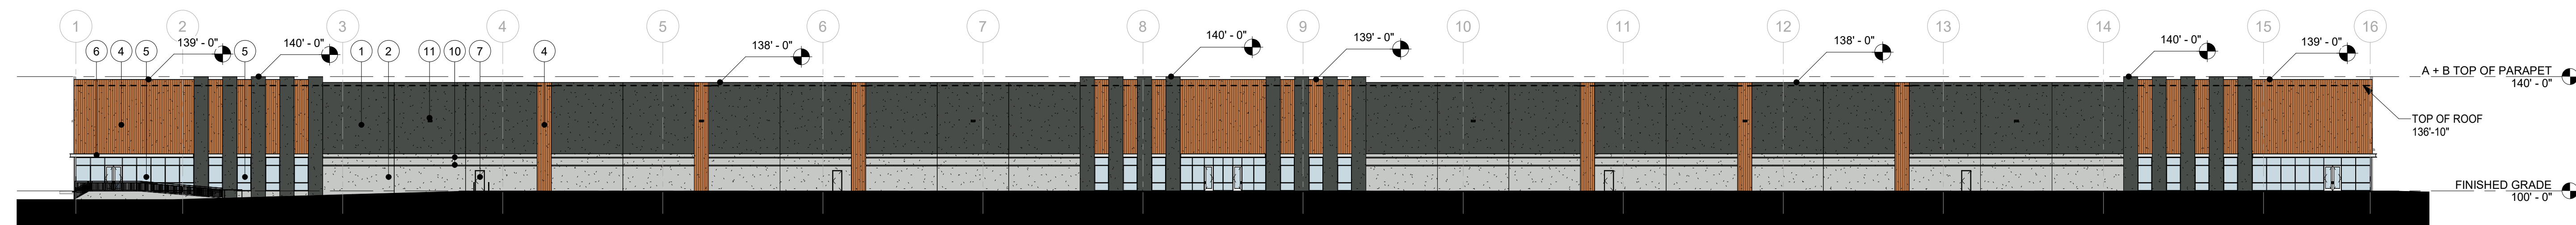 1 2 3 4 5 6 7 8 9 10 11 12 13 14 15 16
6 4 5 139' - 0" 5 140' - 0" 1 2 11 10 7 4 138' - 0" 140' - 0" 139' - 0" 138' - 0" 140' - 0" 139' - 0"
A + B TOP OF PARAPET
140' - 0"
TOP OF ROOF
136'-10"
FINISHED GRADE
100' - 0"